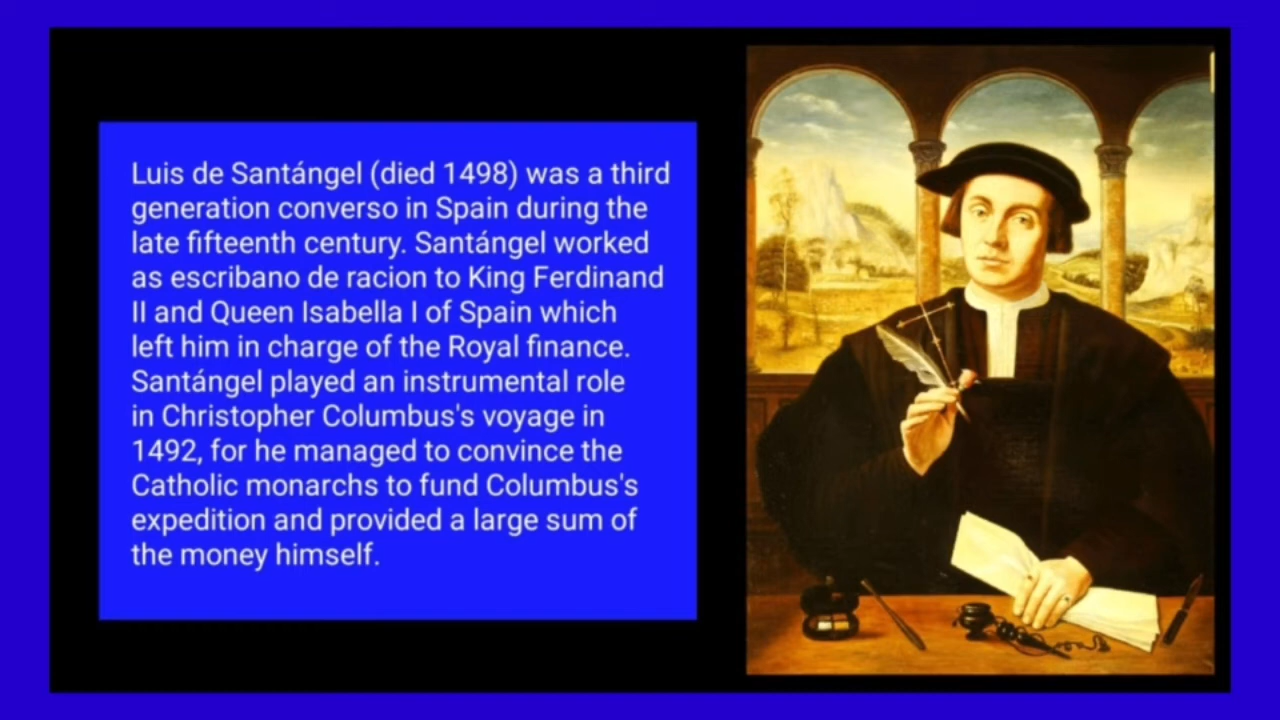 Luis de Santángel (died 1498) was a third
generation converso in Spain during the
late fifteenth century. Santángel worked
as escribano de racion to King Ferdinand
II and Queen Isabella I of Spain which
left him in charge of the Royal finance.
Santángel played an instrumental role
in Christopher Columbus's voyage in
1492, for he managed to convince the
Catholic monarchs to fund Columbus's
expedition and provided a large sum of
the money himself.